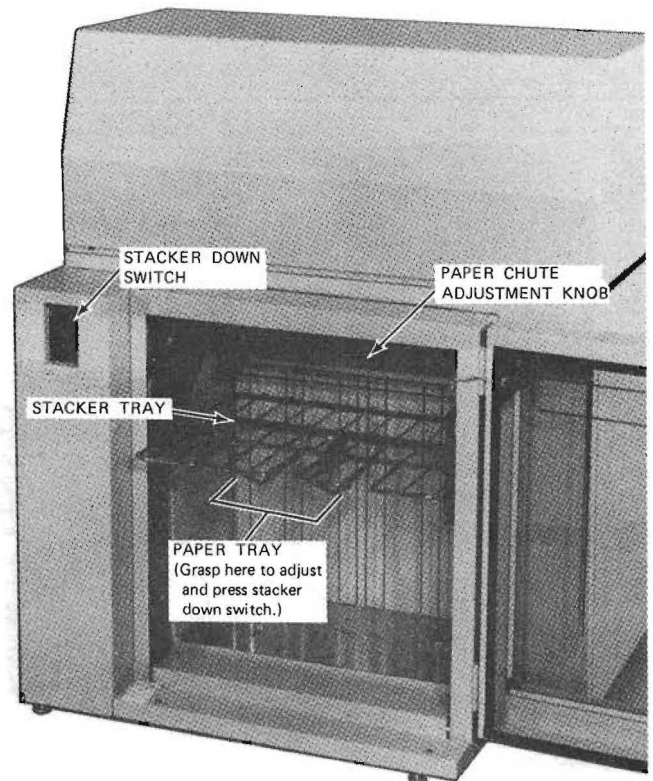 STACKER DOWN
SWITCH
PAPER CHUTE
ADJUSTMENT KNOB
STACKER TRAY
PAPER TRAY
(Grasp here to adjust
and press stacker
down switch.)